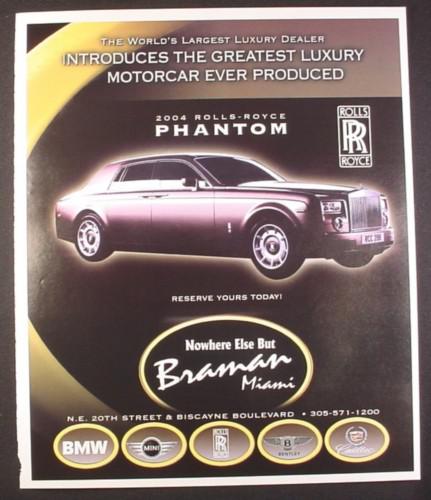 THE WORLD'S LARGEST LUXURY DEALER
INTRODUCES THE GREATEST LUXURY
MOTORCAR EVER PRODUCED
2004 ROLLS-ROYCE
PHANTOM
ROLLS
RR
ROYCE
RESERVE YOURS TODAY!
Nowhere Else But
Braman
Miami
N.E. 20TH STREET & BISCAYNE BOULEVARD • 305-571-1200
BMW
MINI
ROLLS
RR
ROYCE
B
BENTLEY
Cadillac